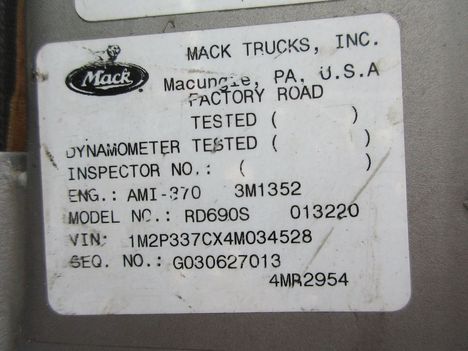 MACK TRUCKS, INC.
Mack
Macungie, PA, U.S.A
FACTORY ROAD
TESTED ( )
DYNAMOMETER TESTED ( )
INSPECTOR NO.: ( )
ENG.: AMI-370 3M1352
MODEL NO.: RD690S 013220
VIN: 1M2P337CX4M034528
SEQ. NO.: G030627013
4MR2954